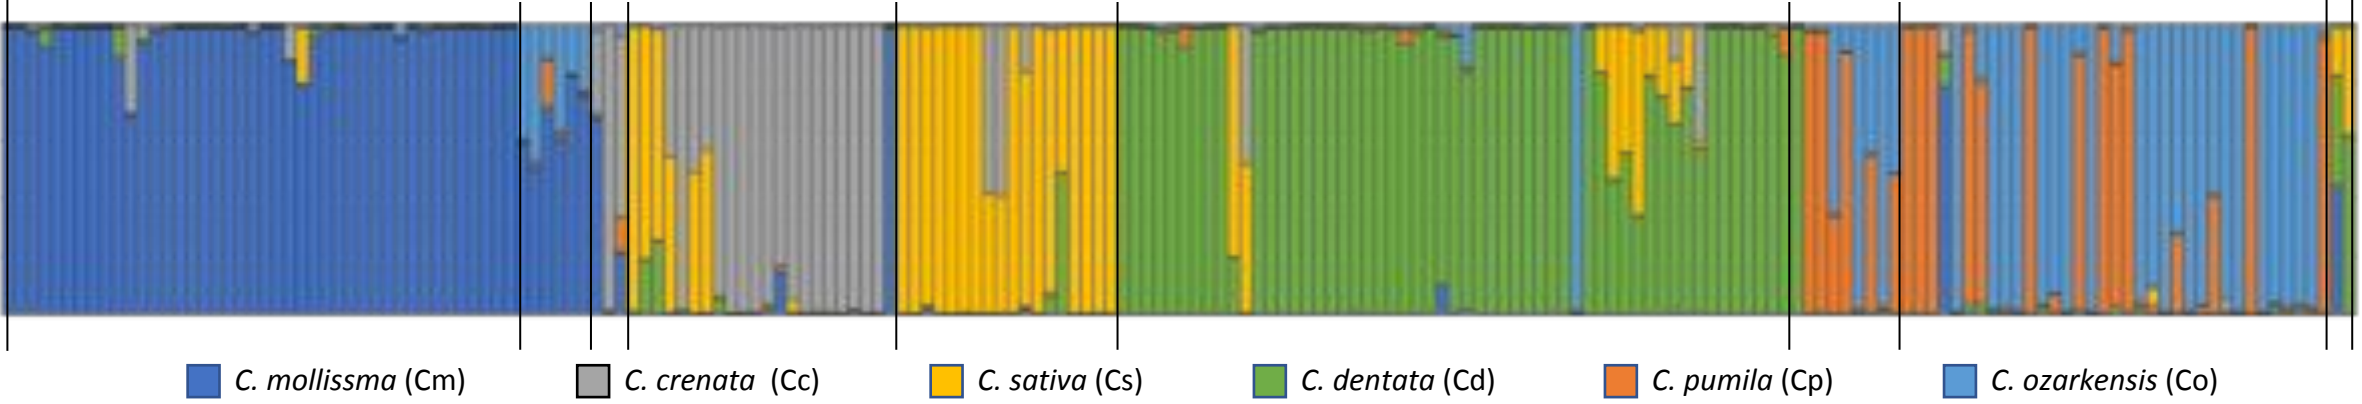 C. mollissma (Cm) C. crenata (Cc) C. sativa (Cs) C. dentata (Cd) C. pumila (Cp) C. ozarkensis (Co)